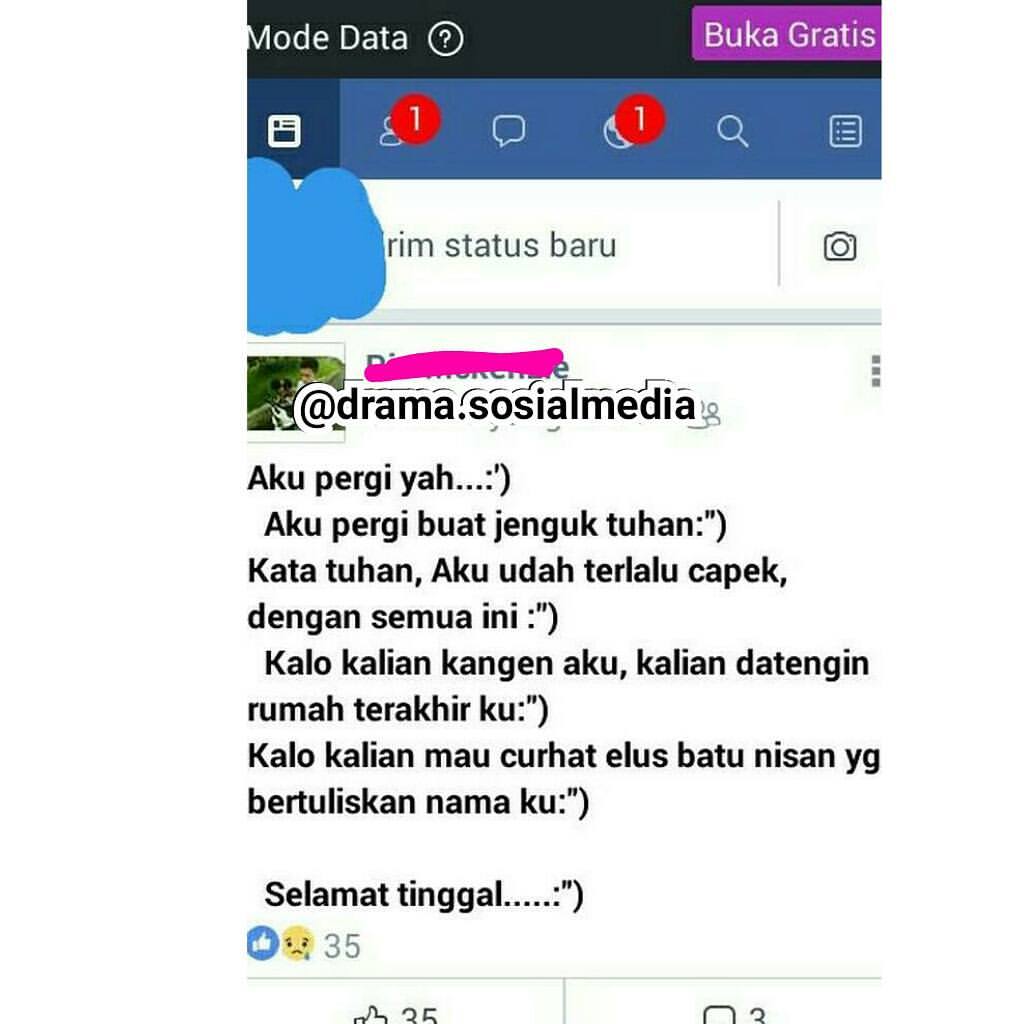 Mode Data ?
Buka Gratis
1
1
rim status baru
@drama.sosialmedia
Aku pergi yah...:')
Aku pergi buat jenguk tuhan:")
Kata tuhan, Aku udah terlalu capek,
dengan semua ini :")
Kalo kalian kangen aku, kalian datengin
rumah terakhir ku:")
Kalo kalian mau curhat elus batu nisan yg
bertuliskan nama ku:")
Selamat tinggal.....:")
35
35
3